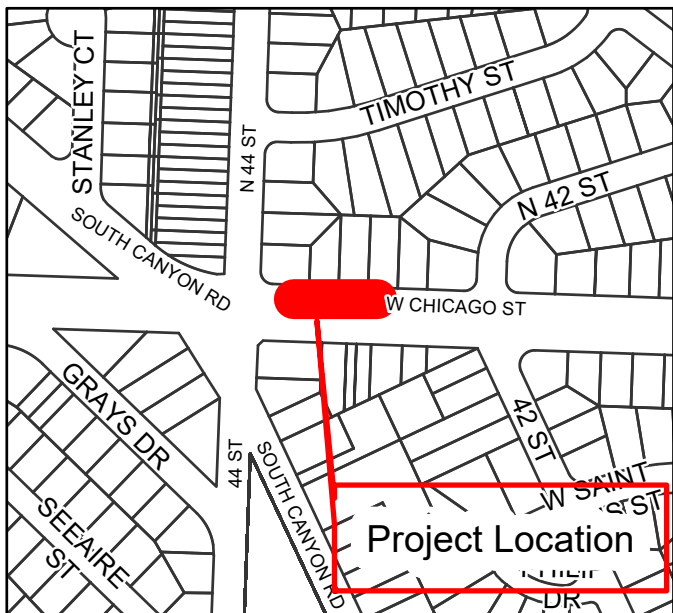 STANLEY CT
N 44 ST
TIMOTHY ST
N 42 ST
SOUTH CANYON RD
W CHICAGO ST
GRAYS DR
44 ST
SOUTH CANYON RD
42 ST
SEEAIRE
ST
W SAINT
ST
Project Location
DR